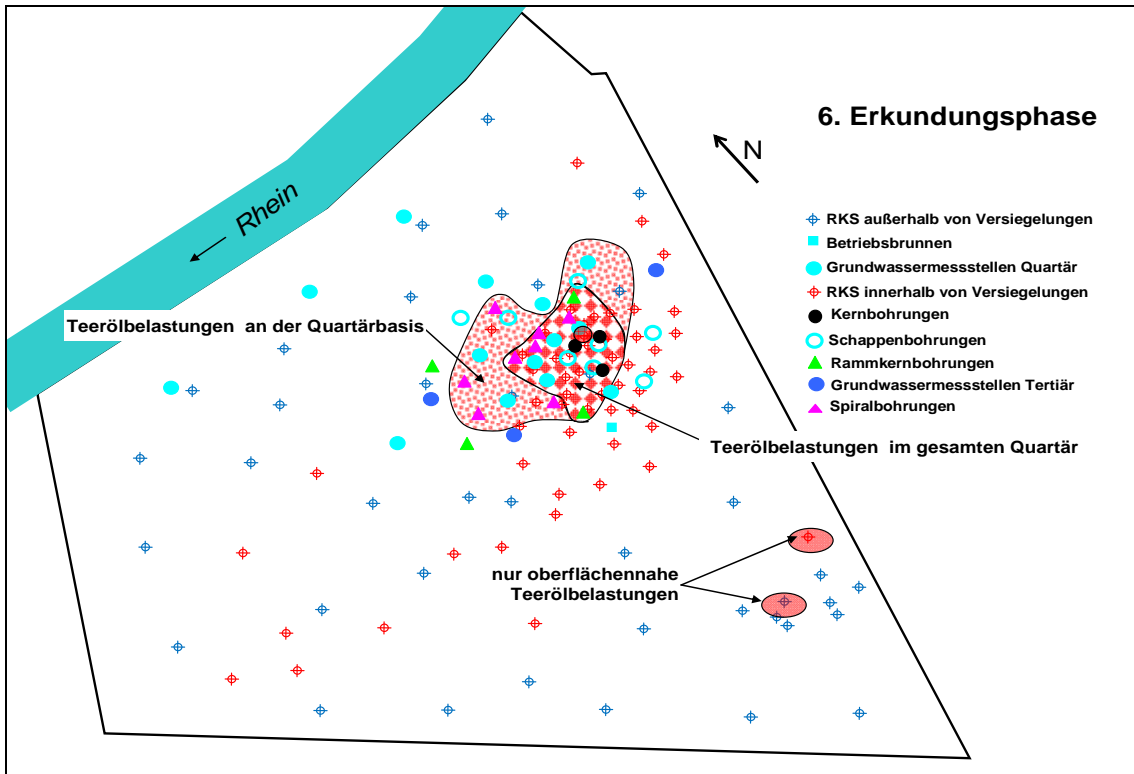 6. Erkundungsphase
N
Rhein
RKS außerhalb von Versiegelungen
Betriebsbrunnen
Grundwassermessstellen Quartär
RKS innerhalb von Versiegelungen
Kernbohrungen
Schappenbohrungen
Rammkernbohrungen
Grundwassermessstellen Tertiär
Spiralbohrungen
Teerölbelastungen an der Quartärbasis
Teerölbelastungen im gesamten Quartär
nur oberflächennahe
Teerölbelastungen